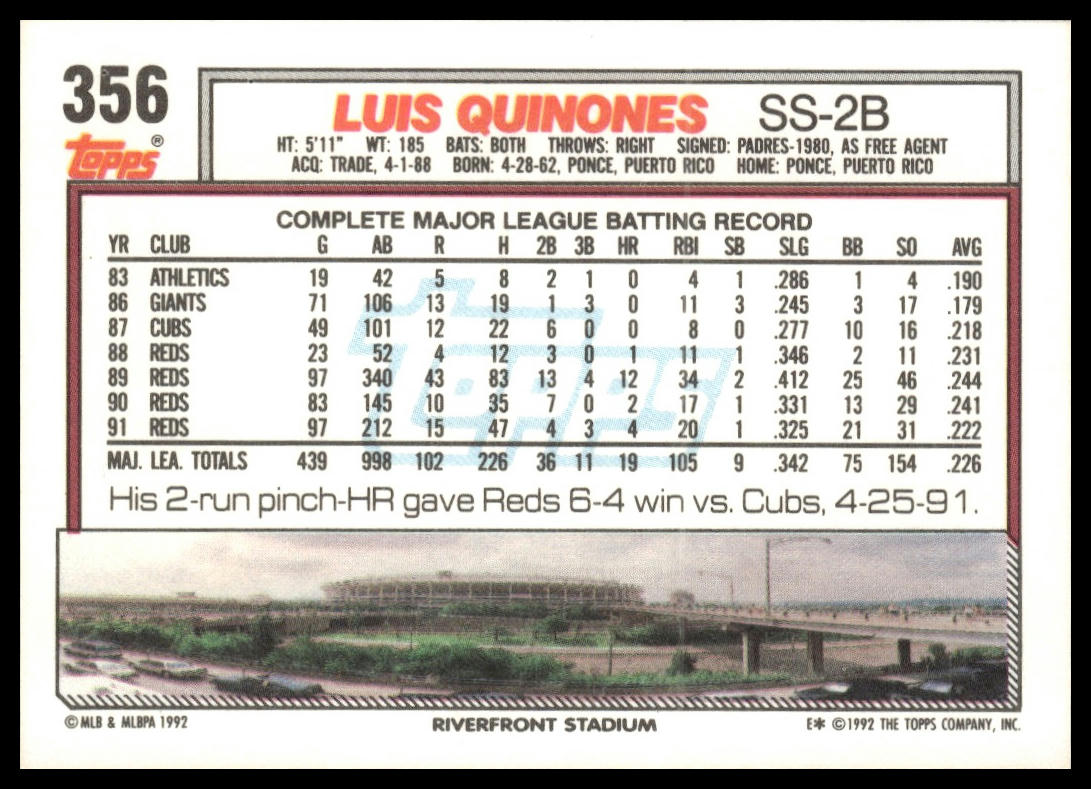 356
topps®
LUIS QUINONES SS-2B
HT: 5'11" WT: 185 BATS: BOTH THROWS: RIGHT SIGNED: PADRES-1980, AS FREE AGENT
ACQ: TRADE, 4-1-88 BORN: 4-28-62, PONCE, PUERTO RICO HOME: PONCE, PUERTO RICO
COMPLETE MAJOR LEAGUE BATTING RECORD
YR CLUB G AB R H 2B 3B HR RBI SB SLG BB SO AVG
83 ATHLETICS 19 42 5 8 2 1 0 4 1 .286 1 4 .190
86 GIANTS 71 106 13 19 1 3 0 11 3 .245 3 17 .179
87 CUBS 49 101 12 22 6 0 0 8 0 .277 10 16 .218
88 REDS 23 52 4 12 3 0 1 11 1 .346 2 11 .231
89 REDS 97 340 43 83 13 4 12 34 2 .412 25 46 .244
90 REDS 83 145 10 35 7 0 2 17 1 .331 13 29 .241
91 REDS 97 212 15 47 4 3 4 20 1 .325 21 31 .222
MAJ. LEA. TOTALS 439 998 102 226 36 11 19 105 9 .342 75 154 .226
topps
His 2-run pinch-HR gave Reds 6-4 win vs. Cubs, 4-25-91.
©MLB & MLBPA 1992 RIVERFRONT STADIUM E* ©1992 THE TOPPS COMPANY, INC.